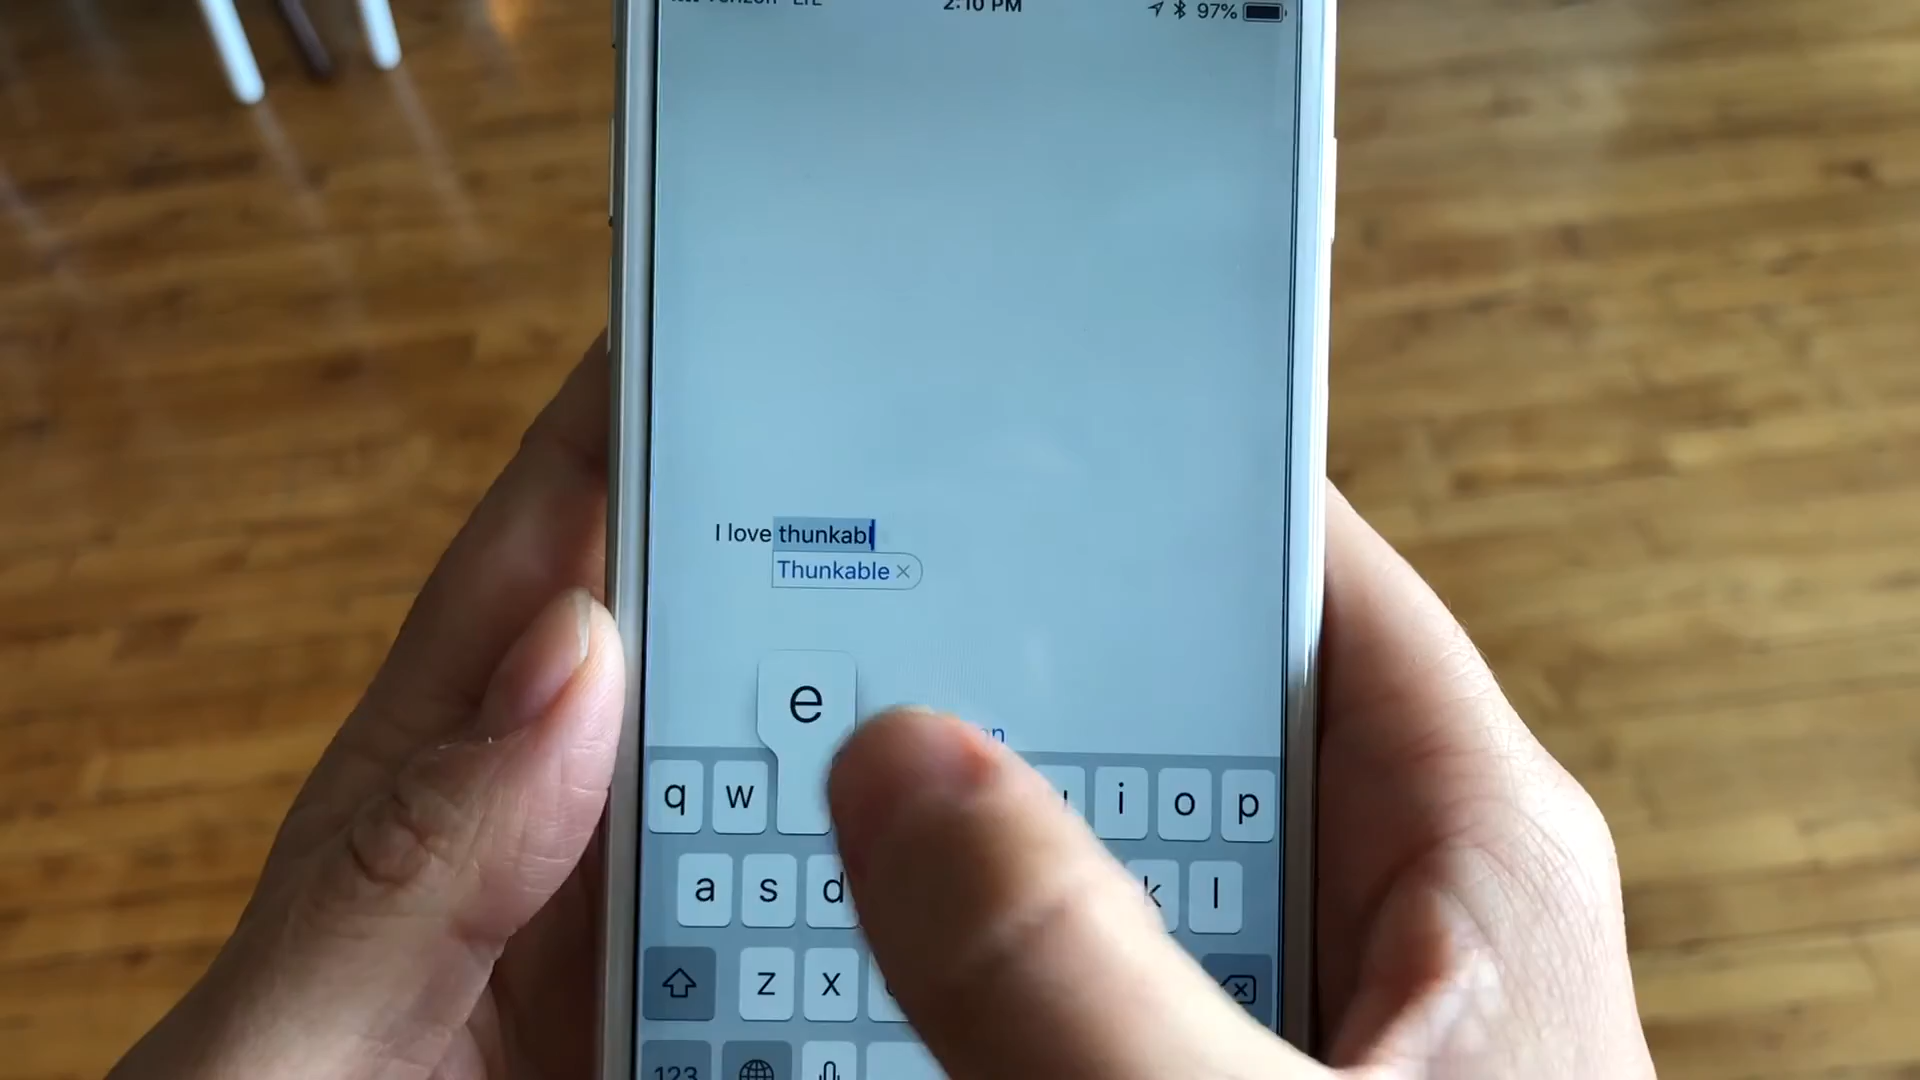 2:10 PM 97%
I love thunkabl
Thunkable
e
q w i o p
a s d k l
z x
123